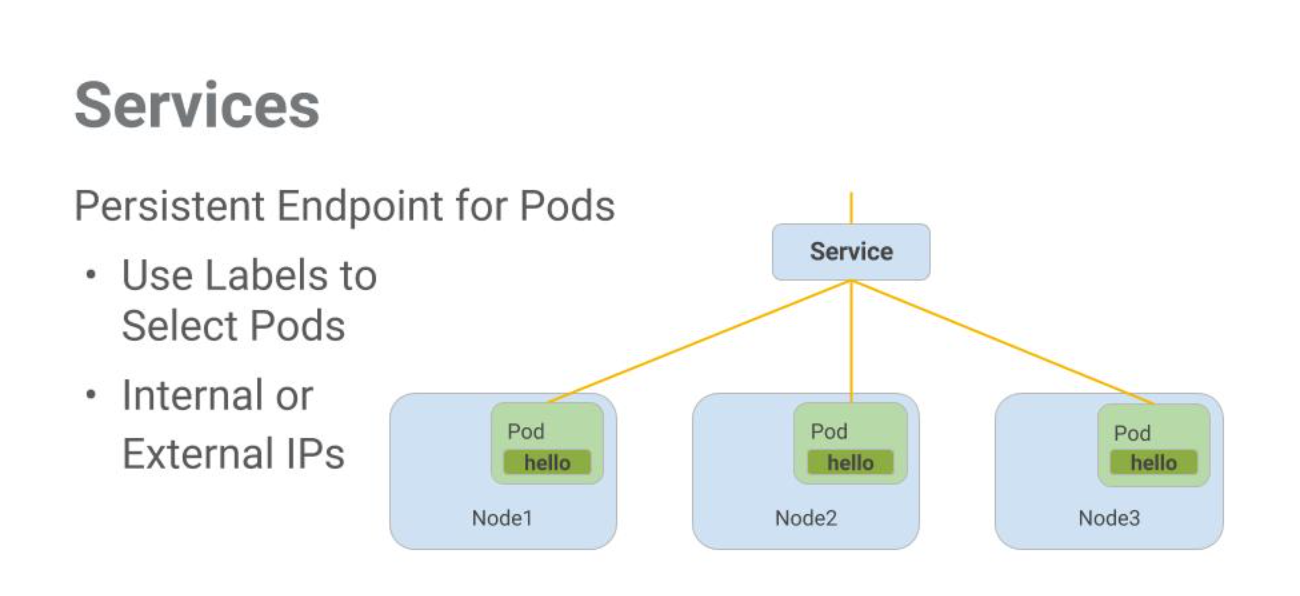 Services
Persistent Endpoint for Pods
• Use Labels to
Select Pods
• Internal or
External IPs
Service
Pod
hello
Node1
Pod
hello
Node2
Pod
hello
Node3